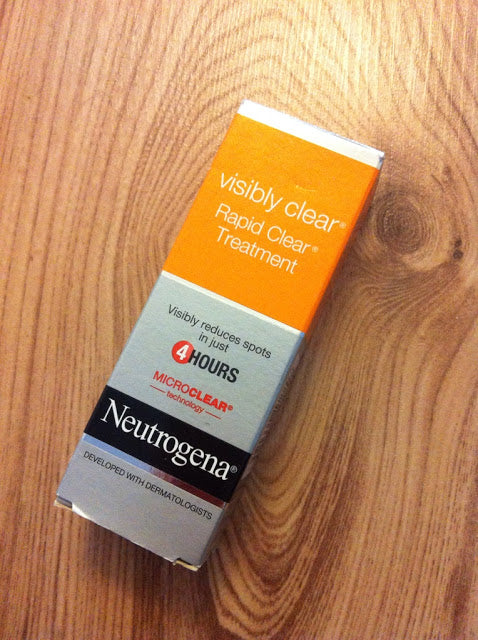 visibly clear®
Rapid Clear®
Treatment
Visibly reduces spots
in just
4 HOURS
MICROCLEAR®
technology
Neutrogena®
DEVELOPED WITH DERMATOLOGISTS